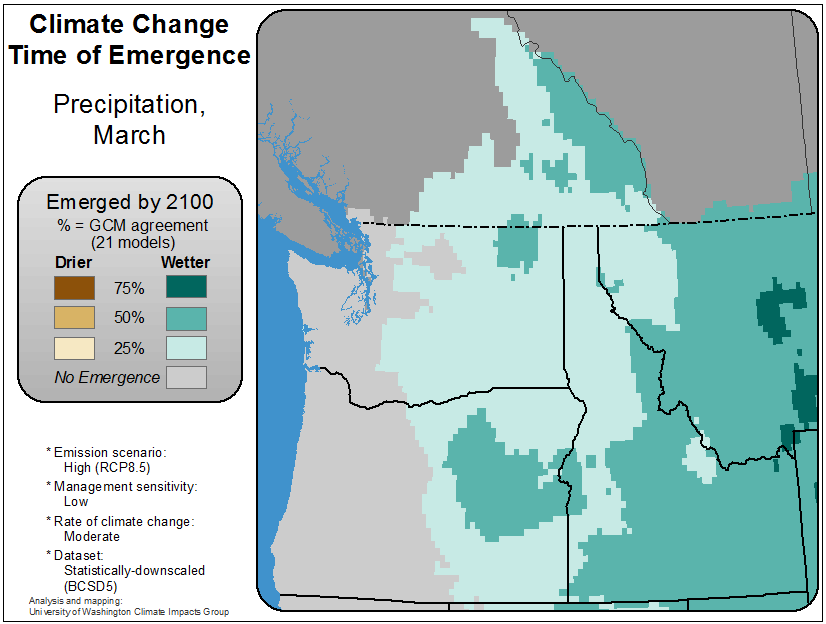 Climate Change
Time of Emergence
Precipitation,
March
Emerged by 2100
% = GCM agreement
(21 models)
Drier Wetter
75%
50%
25%
No Emergence
* Emission scenario:
High (RCP8.5)
* Management sensitivity:
Low
* Rate of climate change:
Moderate
* Dataset:
Statistically-downscaled
(BCSD5)
Analysis and mapping:
University of Washington Climate Impacts Group